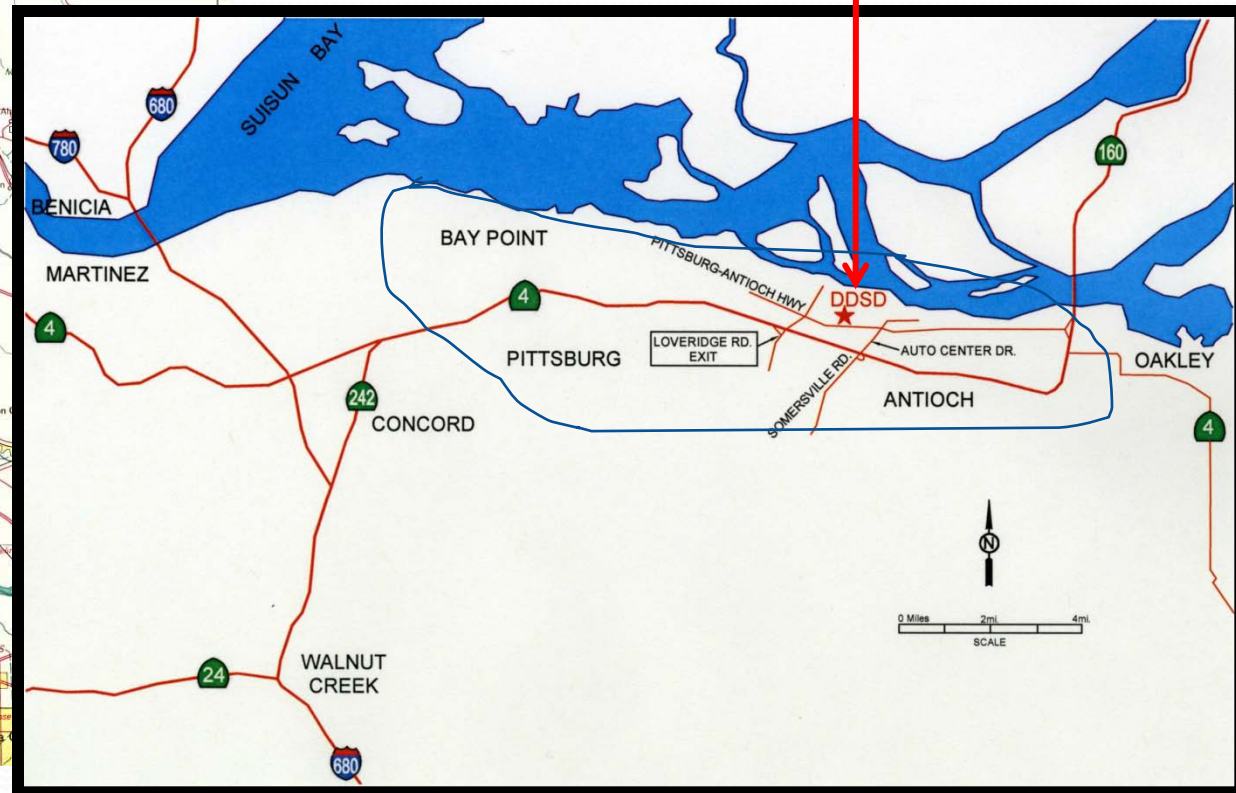 SUISUN BAY
680
780
160
BENICIA
BAY POINT
PITTSBURG-ANTIOCH HWY
MARTINEZ
4
4
DDSD
LOVERIDGE RD.
EXIT
PITTSBURG
AUTO CENTER DR.
OAKLEY
SOMERSVILLE RD.
242
ANTIOCH
CONCORD
4
N
0 Miles 2mi. 4mi.
SCALE
WALNUT
CREEK
24
680